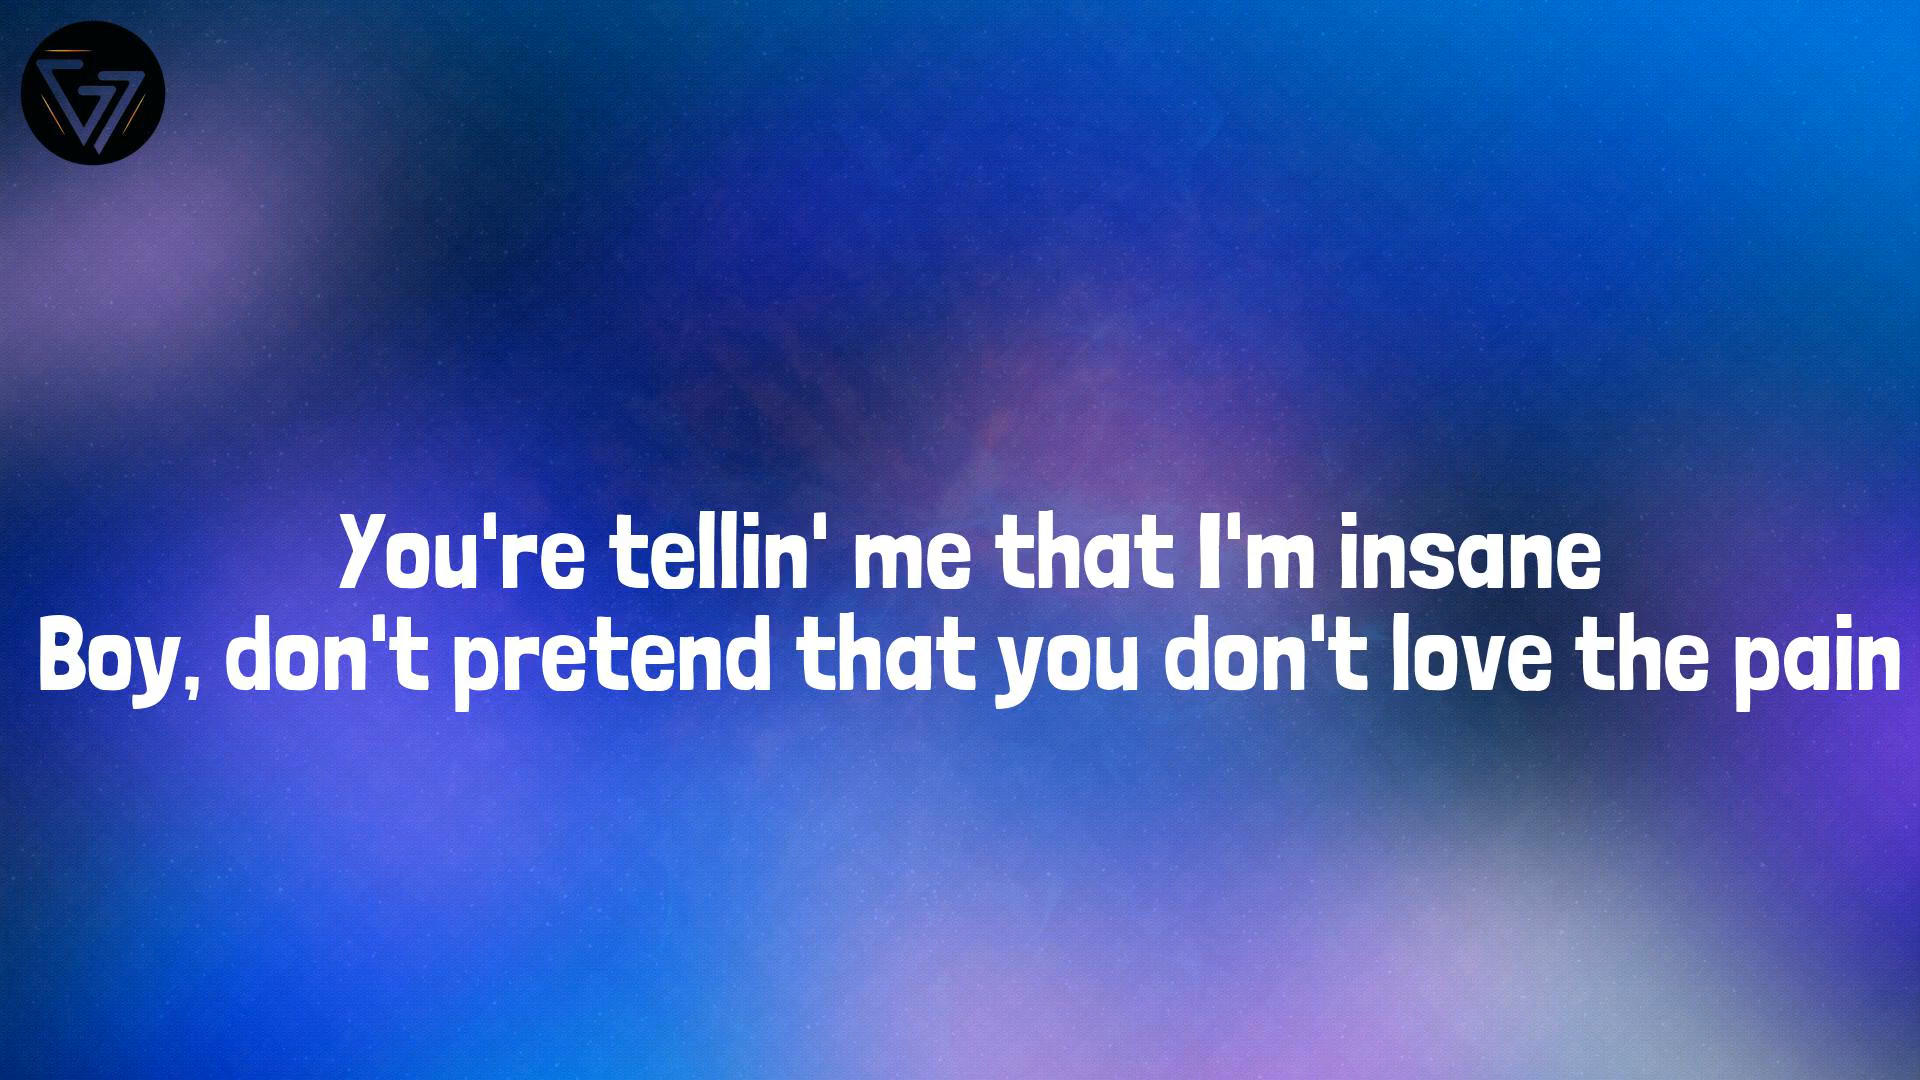 You're tellin' me that I'm insane
Boy, don't pretend that you don't love the pain